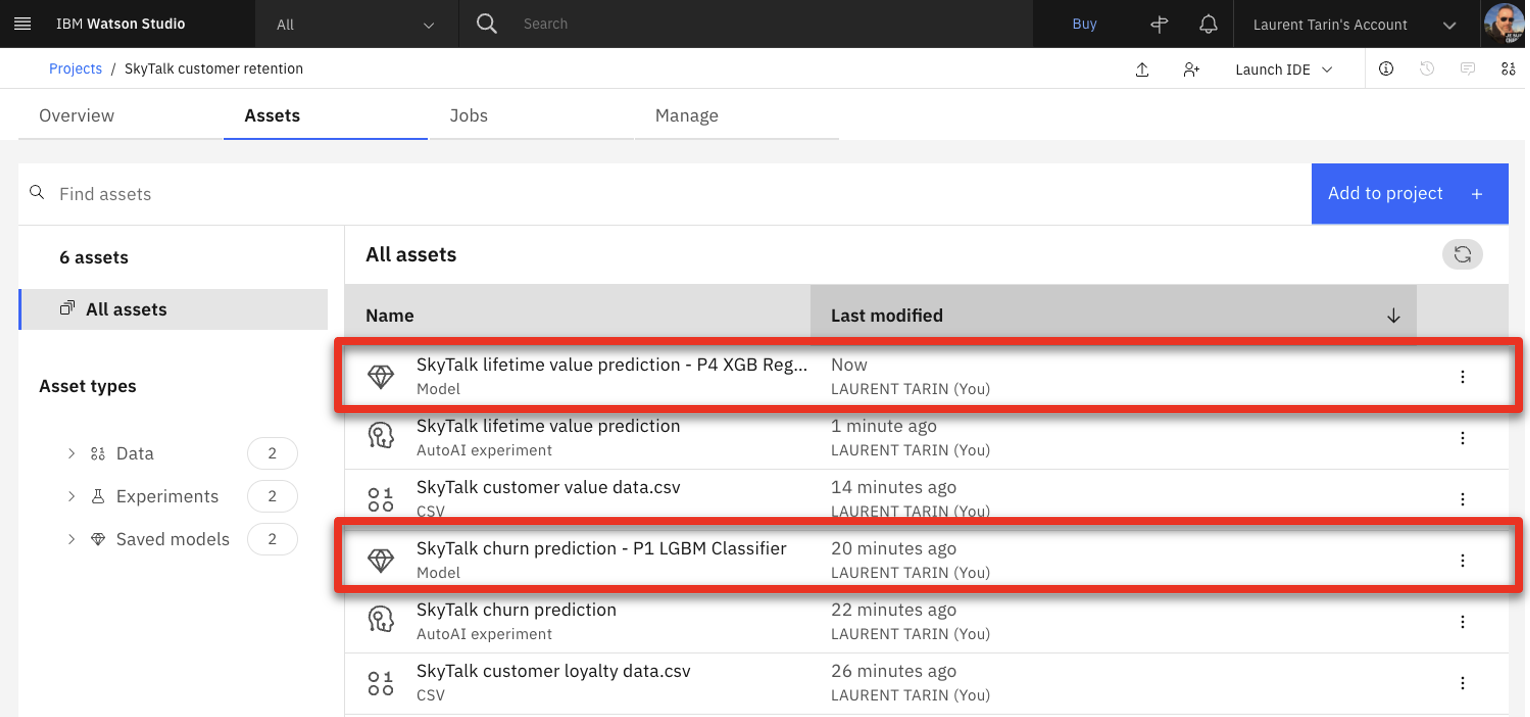 IBM Watson Studio
All
Search
Buy
Laurent Tarin's Account
Projects / SkyTalk customer retention
Launch IDE
Overview
Assets
Jobs
Manage
Find assets
Add to project +
6 assets
All assets
Asset types
Data 2
Experiments 2
Saved models 2
All assets
Name Last modified
SkyTalk lifetime value prediction - P4 XGB Reg... Now
Model LAURENT TARIN (You)
SkyTalk lifetime value prediction 1 minute ago
AutoAI experiment LAURENT TARIN (You)
SkyTalk customer value data.csv 14 minutes ago
CSV LAURENT TARIN (You)
SkyTalk churn prediction - P1 LGBM Classifier 20 minutes ago
Model LAURENT TARIN (You)
SkyTalk churn prediction 22 minutes ago
AutoAI experiment LAURENT TARIN (You)
SkyTalk customer loyalty data.csv 26 minutes ago
CSV LAURENT TARIN (You)